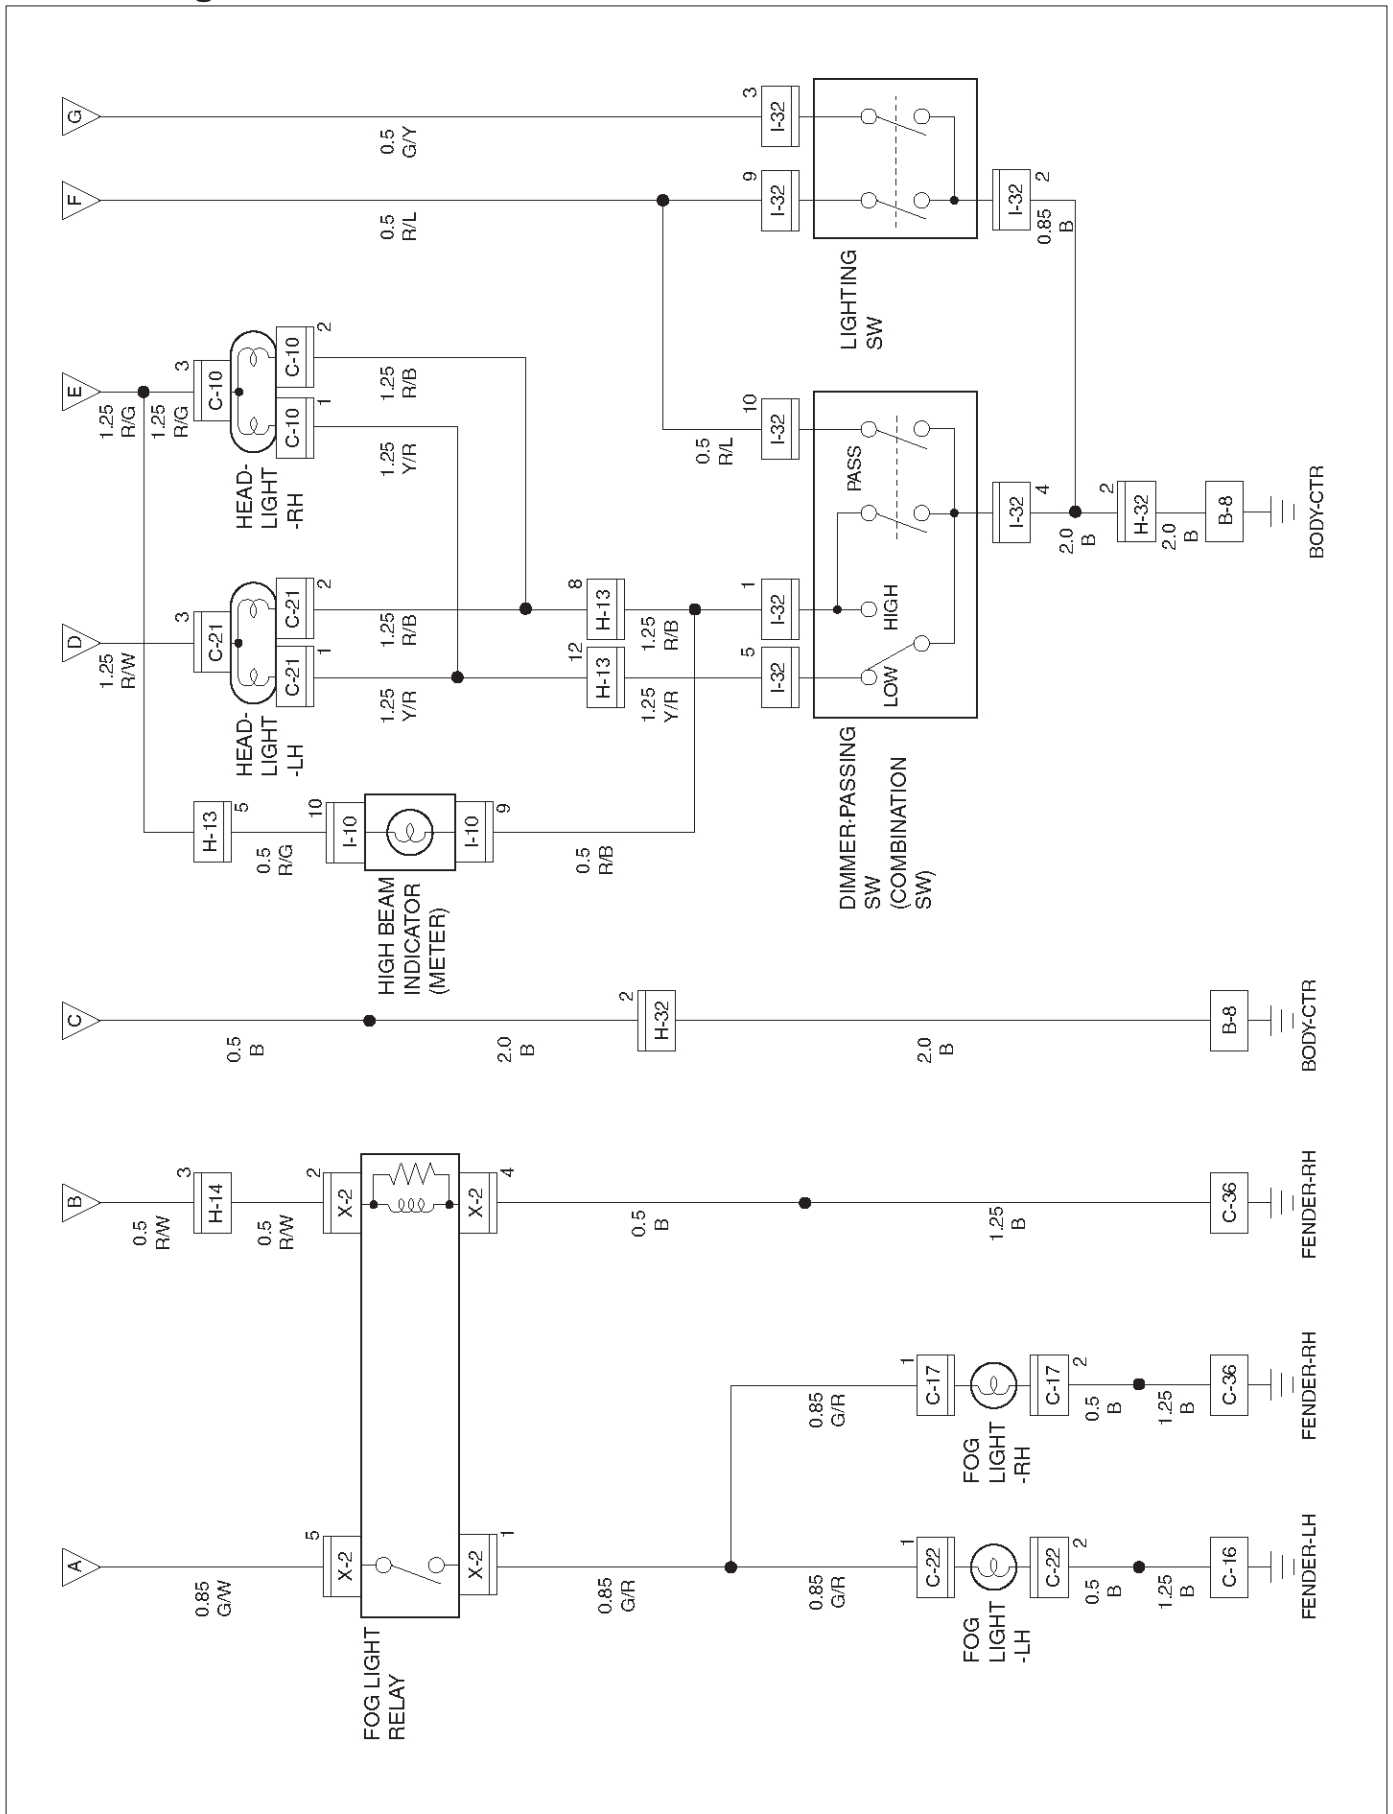 A
B
C
D
E
F
G
0.85
G/W
0.5
R/W
3
H-14
0.5
R/W
0.5
B
1.25
R/W
1.25
R/G
1.25
R/G
0.5
R/L
0.5
G/Y
5
X-2
2
X-2
FOG LIGHT
RELAY
X-2
1
X-2
4
0.85
G/R
0.5
B
2.0
B
2
H-32
2.0
B
H-13
5
0.5
R/G
10
I-10
I-10
9
HIGH BEAM
INDICATOR
(METER)
0.5
R/B
3
C-21
HEAD-
LIGHT
-LH
C-21
1
C-21
2
1.25
Y/R
1.25
R/B
3
C-10
HEAD-
LIGHT
-RH
C-10
1
C-10
2
1.25
Y/R
1.25
R/B
12
H-13
8
H-13
1.25
Y/R
1.25
R/B
5
I-32
1
I-32
0.5
R/L
10
I-32
9
I-32
3
I-32
DIMMER-PASSING
SW
(COMBINATION
SW)
LOW
HIGH
PASS
LIGHTING
SW
I-32
4
I-32
2
0.85
B
2.0
B
2
H-32
2.0
B
0.85
G/R
0.85
G/R
1
C-22
FOG
LIGHT
-LH
C-22
2
1
C-17
FOG
LIGHT
-RH
C-17
2
0.5
B
1.25
B
0.5
B
1.25
B
1.25
B
C-16
C-36
C-36
B-8
B-8
FENDER-LH
FENDER-RH
FENDER-RH
BODY-CTR
BODY-CTR